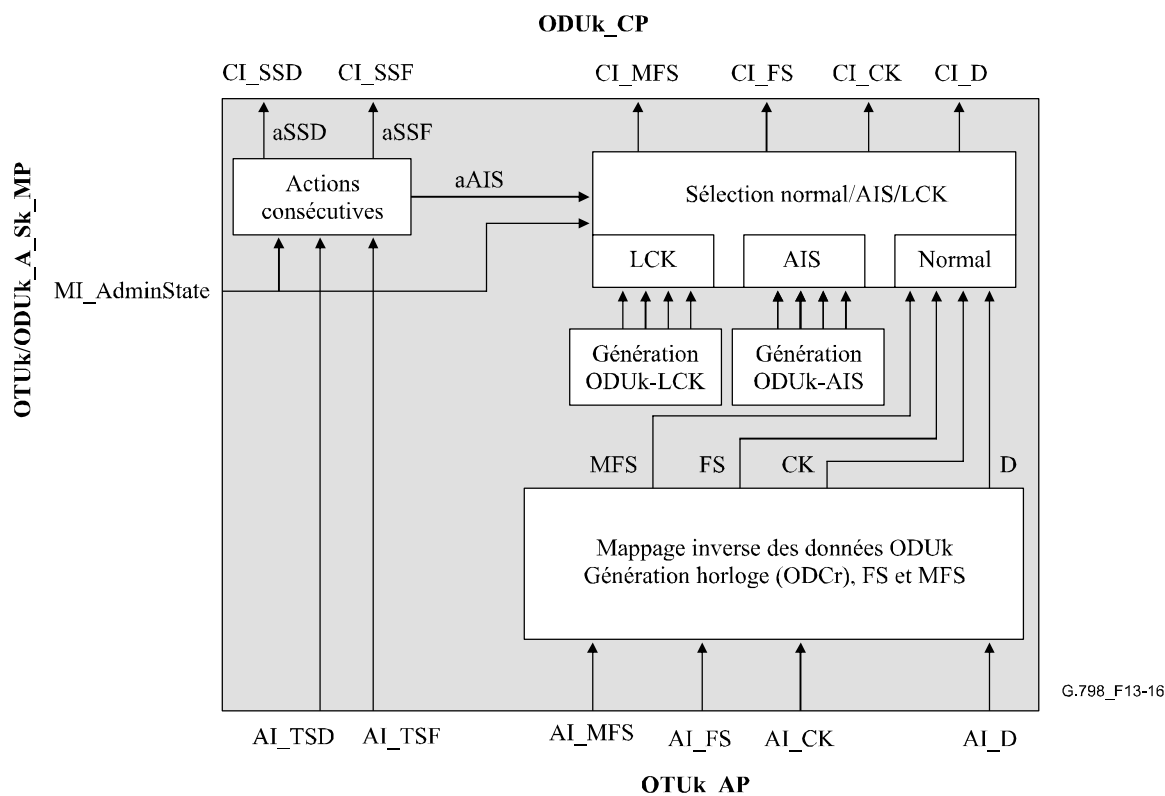 ODUk_CP
CI_SSD
CI_SSF
CI_MFS
CI_FS
CI_CK
CI_D
aSSD
aSSF
Actions
consécutives
aAIS
Sélection normal/AIS/LCK
LCK
AIS
Normal
OTUk/ODUk_A_Sk_MP
MI_AdminState
Génération
ODUk-LCK
Génération
ODUk-AIS
MFS
FS
CK
D
Mappage inverse des données ODUk
Génération horloge (ODCr), FS et MFS
G.798_F13-16
AI_TSD
AI_TSF
AI_MFS
AI_FS
AI_CK
AI_D
OTUk_AP